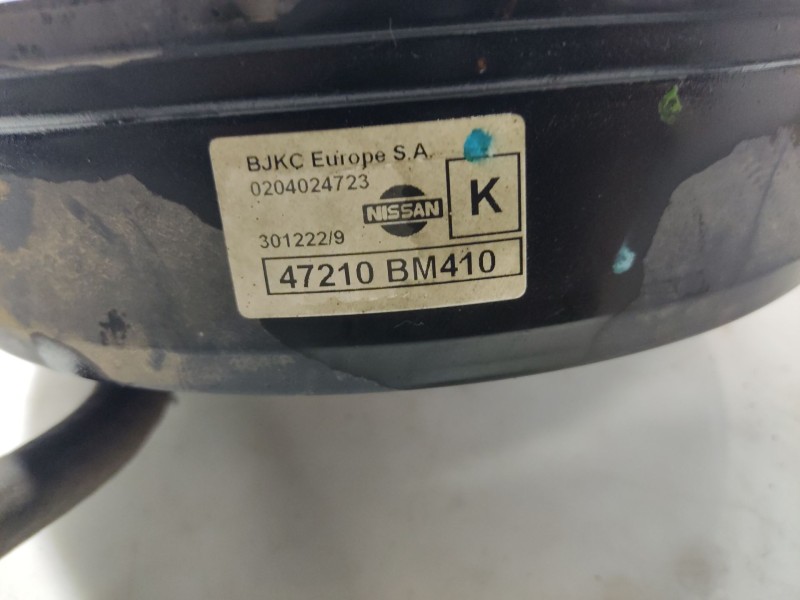 BJKC Europe S.A.
0204024723
NISSAN
K
301222/9
47210 BM410